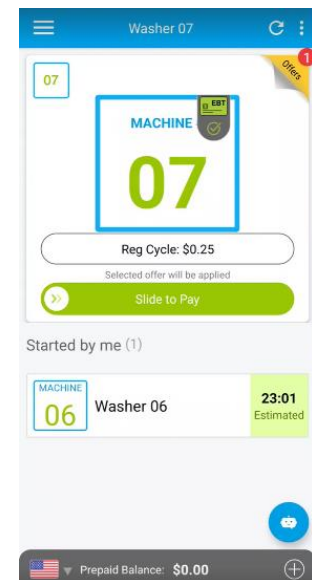 Washer 07
1
Offers
07
EBT
MACHINE
07
Reg Cycle: $0.25
Selected offer will be applied
Slide to Pay
Started by me (1)
MACHINE
06
Washer 06
23:01
Estimated
Prepaid Balance: $0.00